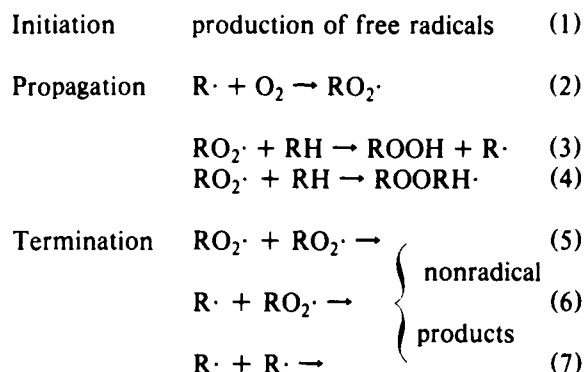 Initiation production of free radicals (1)
Propagation R· + O₂ → RO₂· (2)
RO₂· + RH → ROOH + R· (3)
RO₂· + RH → ROORH· (4)
Termination RO₂· + RO₂· → (5)
nonradical
R· + RO₂· → (6)
products
R· + R· → (7)